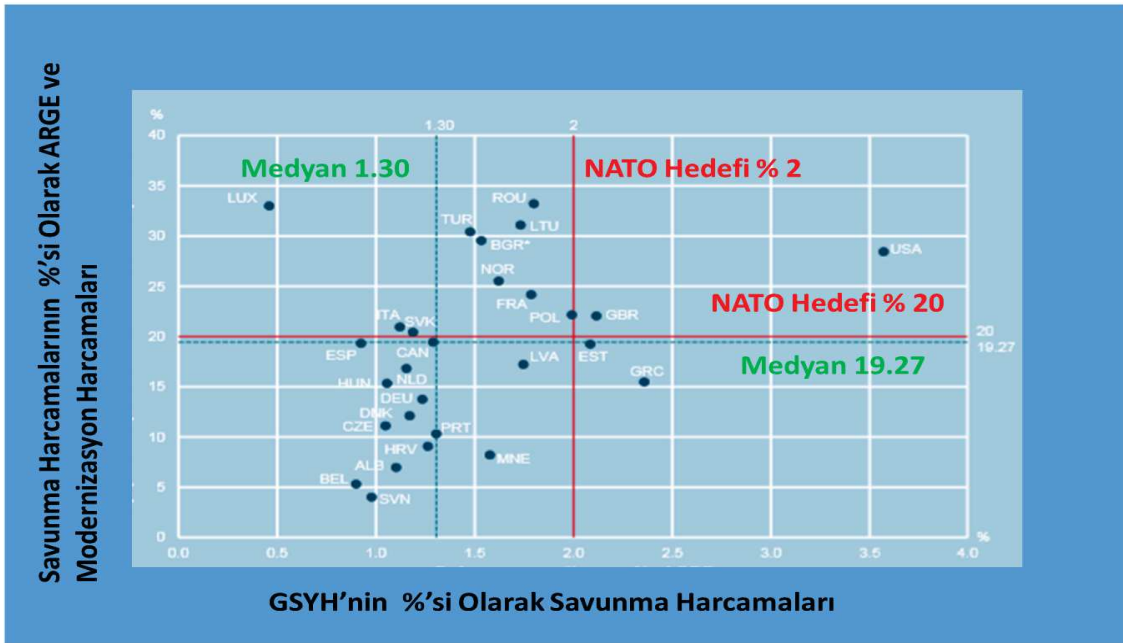 Savunma Harcamalarının %'si Olarak ARGE ve
Modernizasyon Harcamaları
%
1.30
2
40
Medyan 1.30
NATO Hedefi % 2
35
LUX
ROU
TUR
LTU
30
BGR*
USA
NOR
25
FRA
NATO Hedefi % 20
POL
GBR
ITA
SVK
20
20
19.27
ESP
CAN
LVA
EST
Medyan 19.27
GRC
15
HUN
NLD
DEU
DNK
CZE
PRT
10
HRV
MNE
ALB
BEL
5
SVN
0
%
0.0
0.5
1.0
1.5
2.0
2.5
3.0
3.5
4.0
GSYH'nin %'si Olarak Savunma Harcamaları